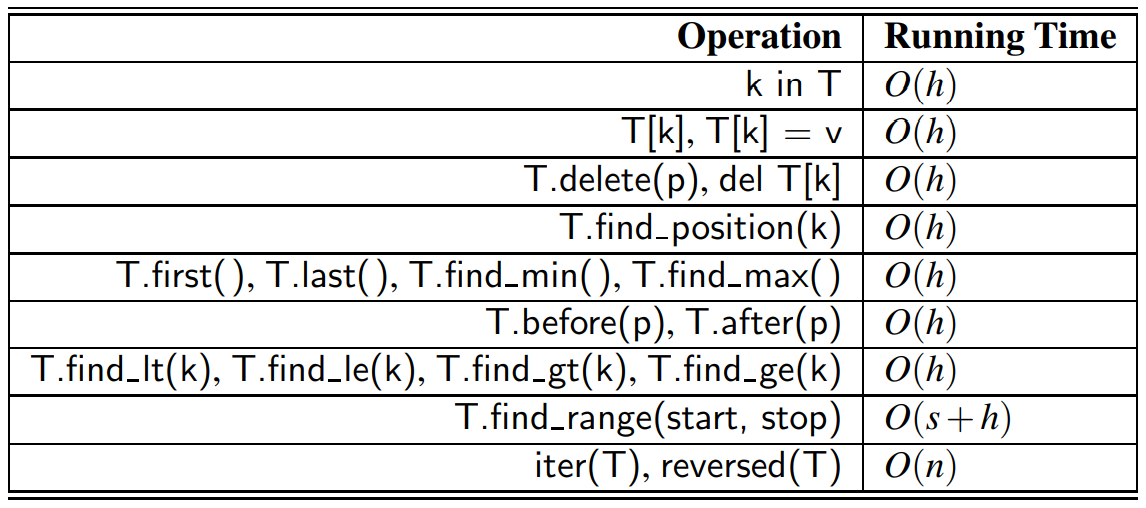 Operation Running Time
k in T O(h)
T[k], T[k] = v O(h)
T.delete(p), del T[k] O(h)
T.find_position(k) O(h)
T.first( ), T.last( ), T.find_min( ), T.find_max( ) O(h)
T.before(p), T.after(p) O(h)
T.find_lt(k), T.find_le(k), T.find_gt(k), T.find_ge(k) O(h)
T.find_range(start, stop) O(s + h)
iter(T), reversed(T) O(n)